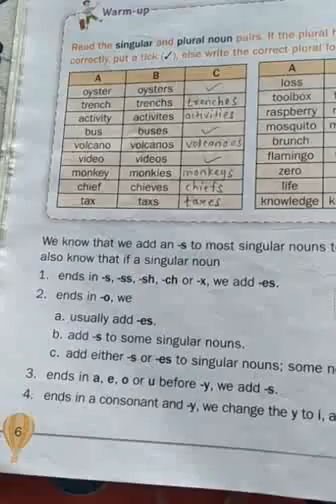 Warm-up
Read the singular and plural noun pairs. If the plural
correctly, put a tick (✓), else write the correct plural fo
A B C
oyster oysters ✓
trench trenchs trenches
activity activites activities
bus buses ✓
volcano volcanos volcanoes
video videos ✓
monkey monkies monkeys
chief chieves chiefs
tax taxs taxes
A
loss
toolbox
raspberry
mosquito
brunch
flamingo
zero
life
knowledge k
We know that we add an -s to most singular nouns t
also know that if a singular noun
1. ends in -s, -ss, -sh, -ch or -x, we add -es.
2. ends in -o, we
a. usually add -es.
b. add -s to some singular nouns.
c. add either -s or -es to singular nouns; some n
3. ends in a, e, o or u before -y, we add -s.
4. ends in a consonant and -y, we change the y to i, a
6